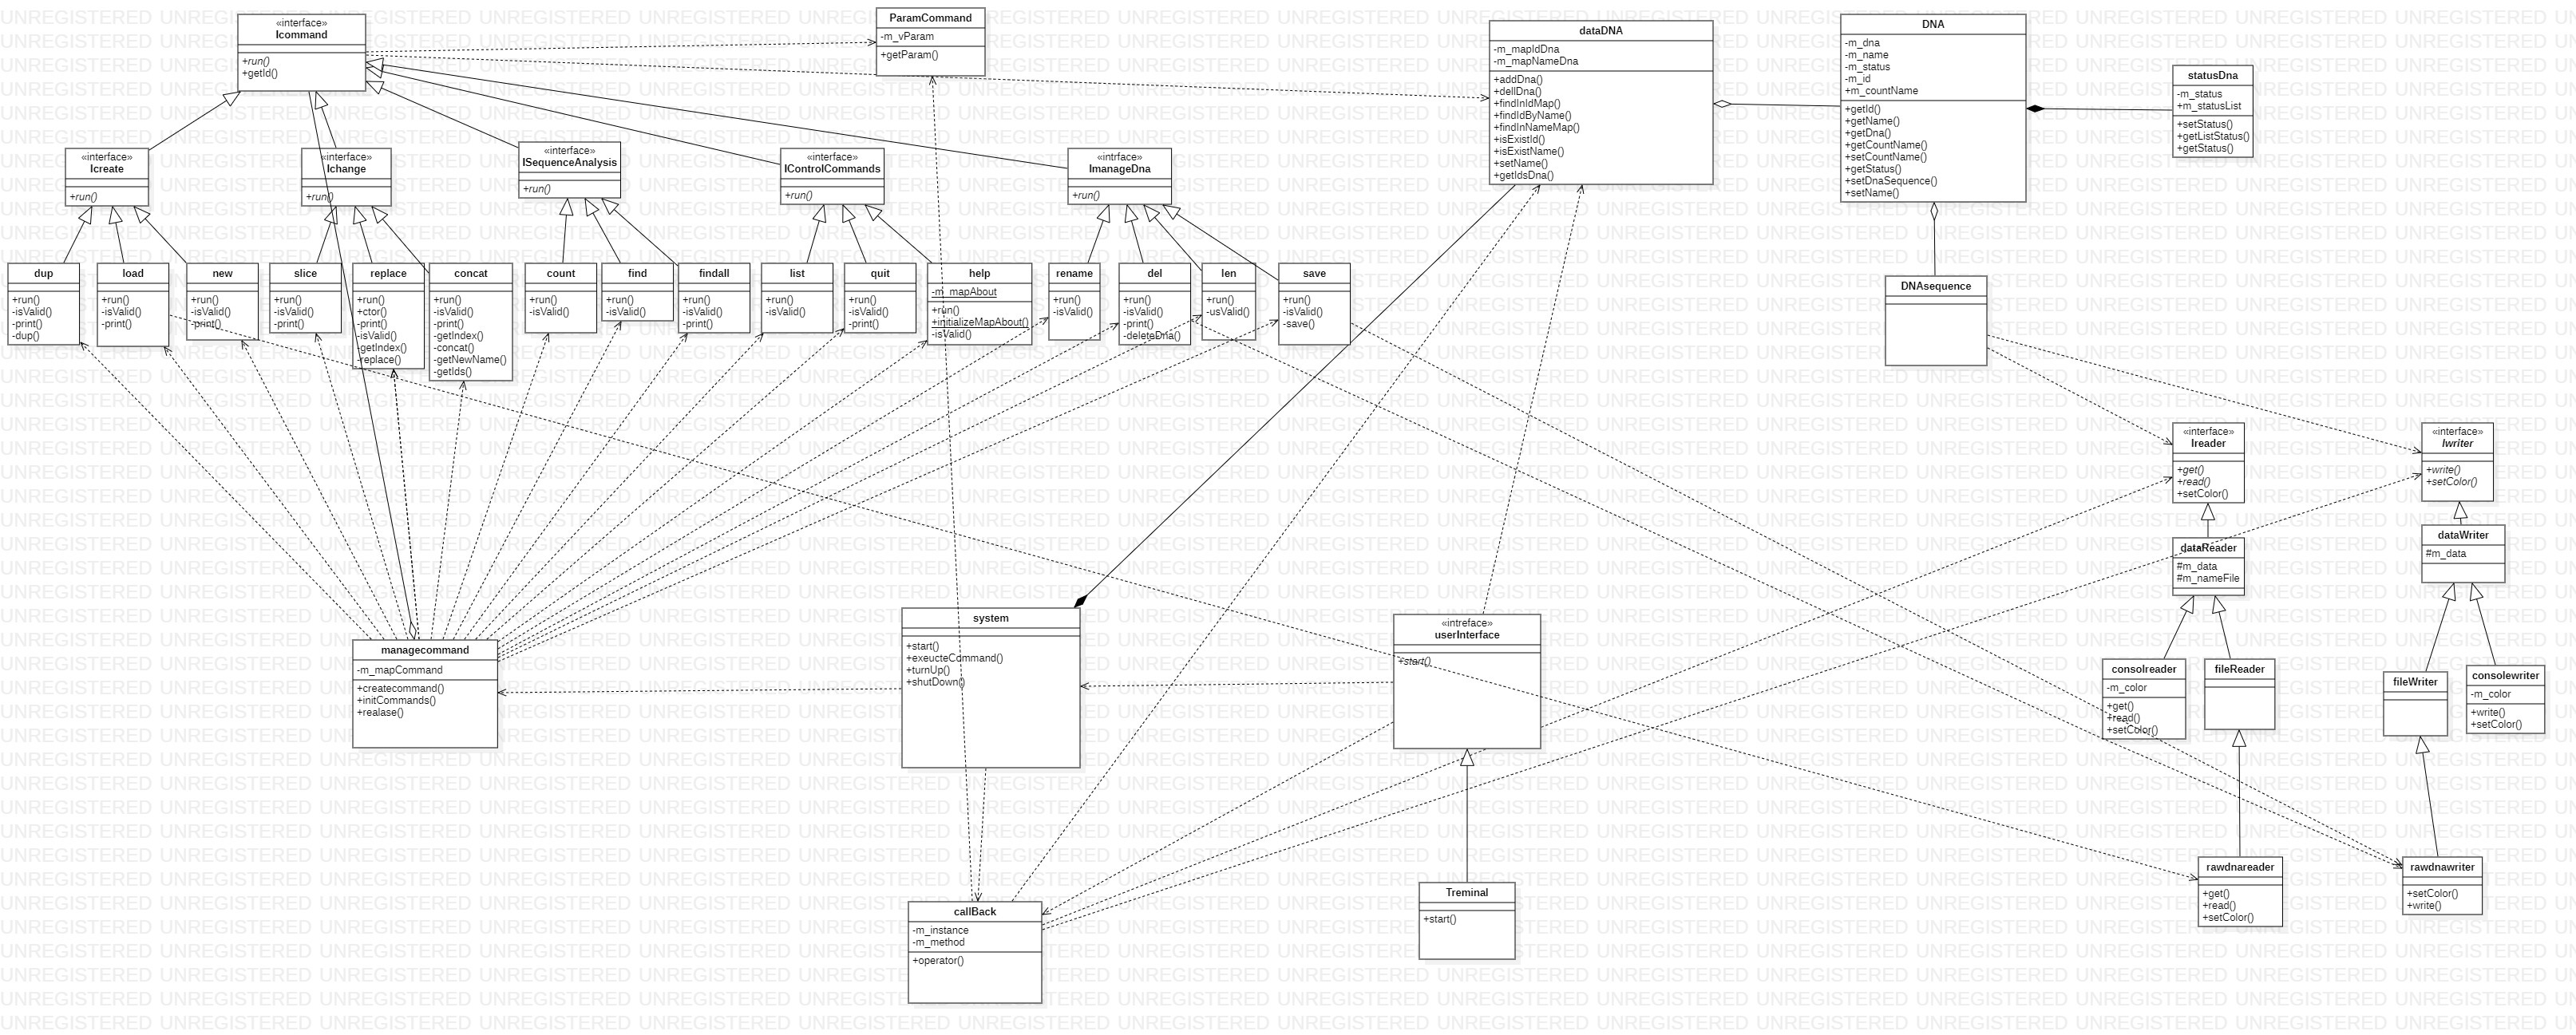 «interface»
Icommand
+run()
+getId()
ParamCommand
-m_vParam
+getParam()
dataDNA
-m_mapIdDna
-m_mapNameDna
+addDna()
+dellDna()
+findInIdMap()
+findIdByName()
+findInNameMap()
+isExistId()
+isExistName()
+setName()
+getIdsDna()
DNA
-m_dna
-m_name
-m_status
-m_id
+m_countName
+getId()
+getName()
+getDna()
+getCountName()
+setCountName()
+getStatus()
+setDnaSequence()
+setName()
statusDna
-m_status
+m_statusList
+setStatus()
+getListStatus()
+getStatus()
«interface»
Icreate
+run()
«interface»
Ichange
+run()
«interface»
ISequenceAnalysis
+run()
«interface»
IControlCommands
+run()
«intrface»
ImanageDna
+run()
dup
+run()
-isValid()
-print()
-dup()
load
+run()
-isValid()
-print()
new
+run()
-isValid()
-print()
slice
+run()
-isValid()
-print()
replace
+run()
+ctor()
-print()
-isValid()
-getIndex()
-replace()
concat
+run()
-isValid()
-print()
-getIndex()
-concat()
-getNewName()
-getIds()
count
+run()
-isValid()
find
+run()
-isValid()
findall
+run()
-isValid()
-print()
list
+run()
-isValid()
quit
+run()
-isValid()
-print()
help
-m_mapAbout
+run()
+initializeMapAbout()
-isValid()
rename
+run()
-isValid()
del
+run()
-isValid()
-print()
-deleteDna()
len
+run()
-usValid()
save
+run()
-isValid()
-save()
DNAsequence
«interface»
Ireader
+get()
+read()
+setColor()
«interface»
Iwriter
+write()
+setColor()
dataReader
#m_data
#m_nameFile
dataWriter
#m_data
managecommand
-m_mapCommand
+createcommand()
+initCommands()
+realase()
system
+start()
+exeucteCommand()
+turnUp()
+shutDown()
«intreface»
userInterface
+start()
consolreader
-m_color
+get()
+read()
+setColor()
fileReader
fileWriter
consolewriter
-m_color
+write()
+setColor()
callBack
-m_instance
-m_method
+operator()
Treminal
+start()
rawdnareader
+get()
+read()
+setColor()
rawdnawriter
+setColor()
+write()